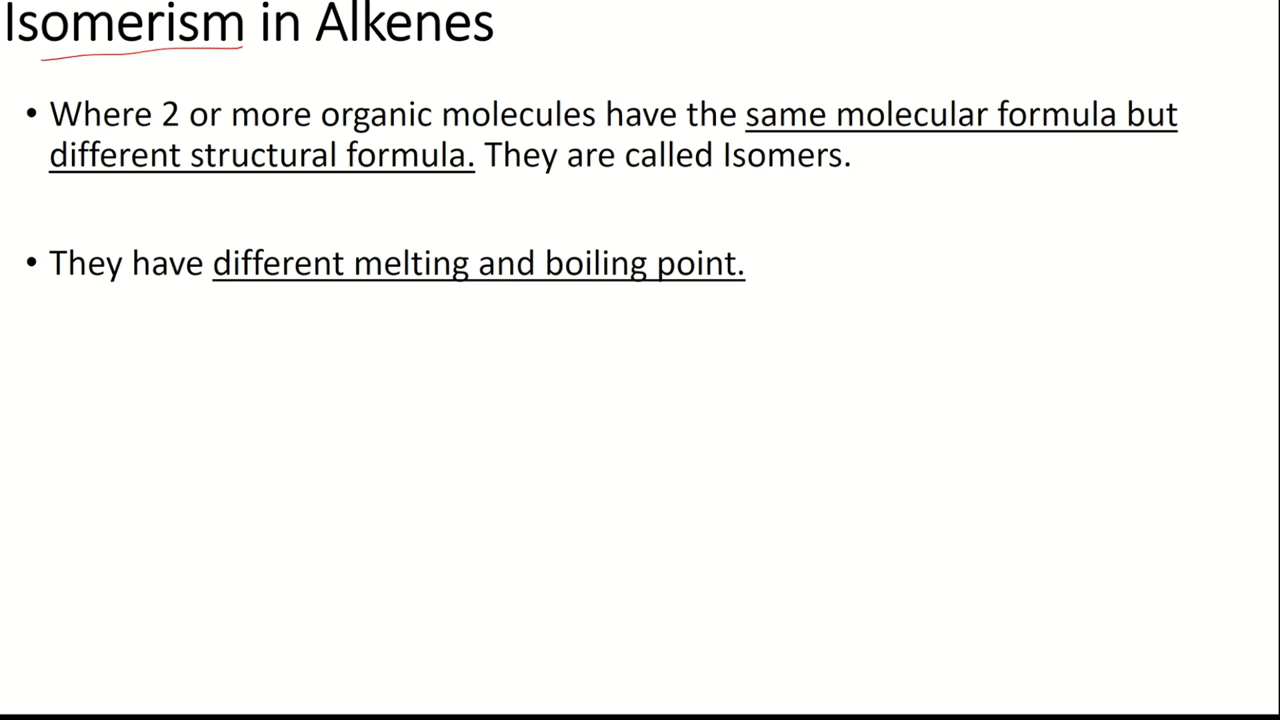 Isomerism in Alkenes
• Where 2 or more organic molecules have the same molecular formula but
different structural formula. They are called Isomers.
• They have different melting and boiling point.